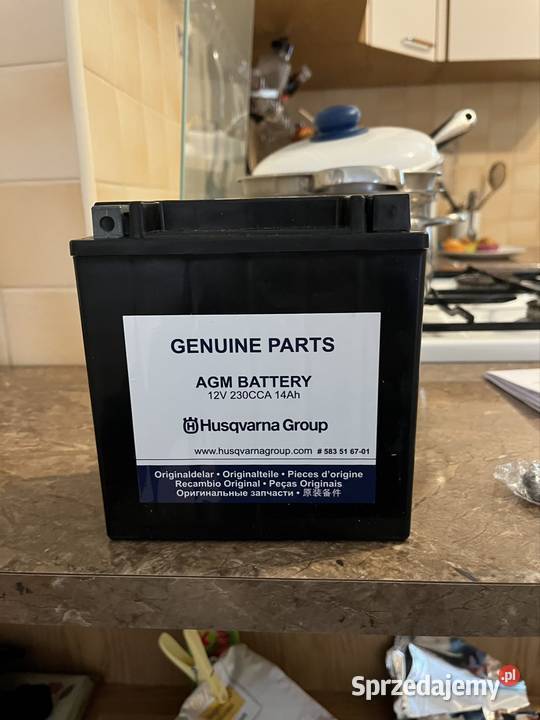 GENUINE PARTS
AGM BATTERY
12V 230CCA 14Ah
Husqvarna Group
www.husqvarnagroup.com # 583 51 67-01
Originaldelar • Originalteile • Pieces d'origine
Recambio Original • Peças Originais
Оригинальные запчасти • 原装备件
Sprzedajemy.pl